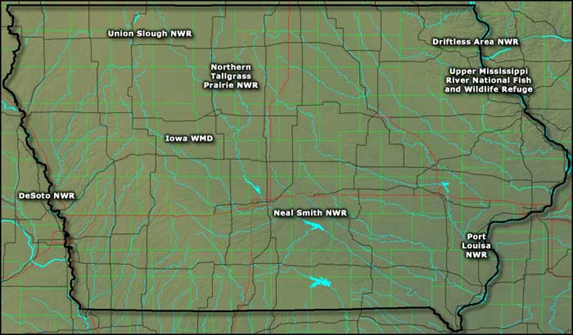 Union Slough NWR
Driftless Area NWR
Northern
Tallgrass
Prairie NWR
Upper Mississippi
River National Fish
and Wildlife Refuge
Iowa WMD
DeSoto NWR
Neal Smith NWR
Port
Louisa
NWR